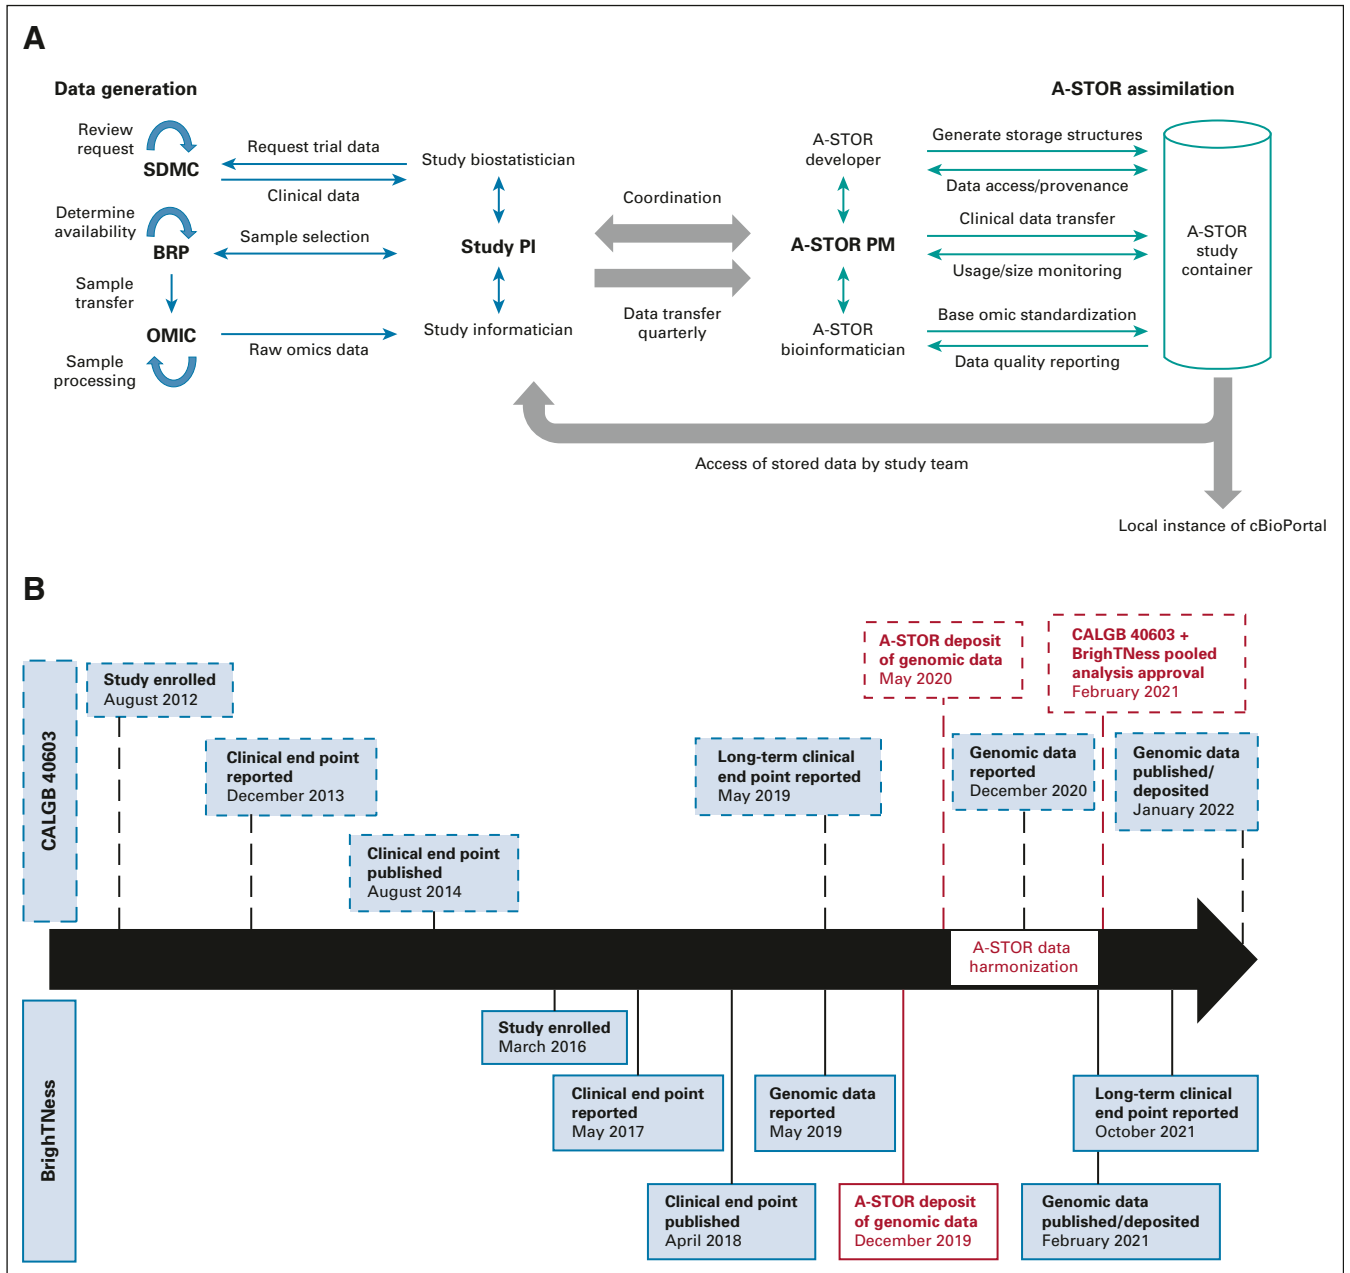 A
Data generation
A-STOR assimilation
Review
request
SDMC
Request trial data
Clinical data
Study biostatistician
Determine
availability
BRP
Sample selection
Study PI
Sample
transfer
OMIC
Raw omics data
Study informatician
Sample
processing
Coordination
Data transfer
quarterly
A-STOR
developer
A-STOR PM
A-STOR
bioinformatician
Generate storage structures
Data access/provenance
Clinical data transfer
Usage/size monitoring
Base omic standardization
Data quality reporting
A-STOR
study
container
Access of stored data by study team
Local instance of cBioPortal
B
CALGB 40603
Study enrolled
August 2012
Clinical end point
reported
December 2013
Clinical end point
published
August 2014
Long-term clinical
end point reported
May 2019
A-STOR deposit
of genomic data
May 2020
Genomic data
reported
December 2020
CALGB 40603 +
BrighTNess pooled
analysis approval
February 2021
Genomic data
published/
deposited
January 2022
A-STOR data
harmonization
BrighTNess
Study enrolled
March 2016
Clinical end point
reported
May 2017
Clinical end point
published
April 2018
Genomic data
reported
May 2019
A-STOR deposit
of genomic data
December 2019
Long-term clinical
end point reported
October 2021
Genomic data
published/deposited
February 2021